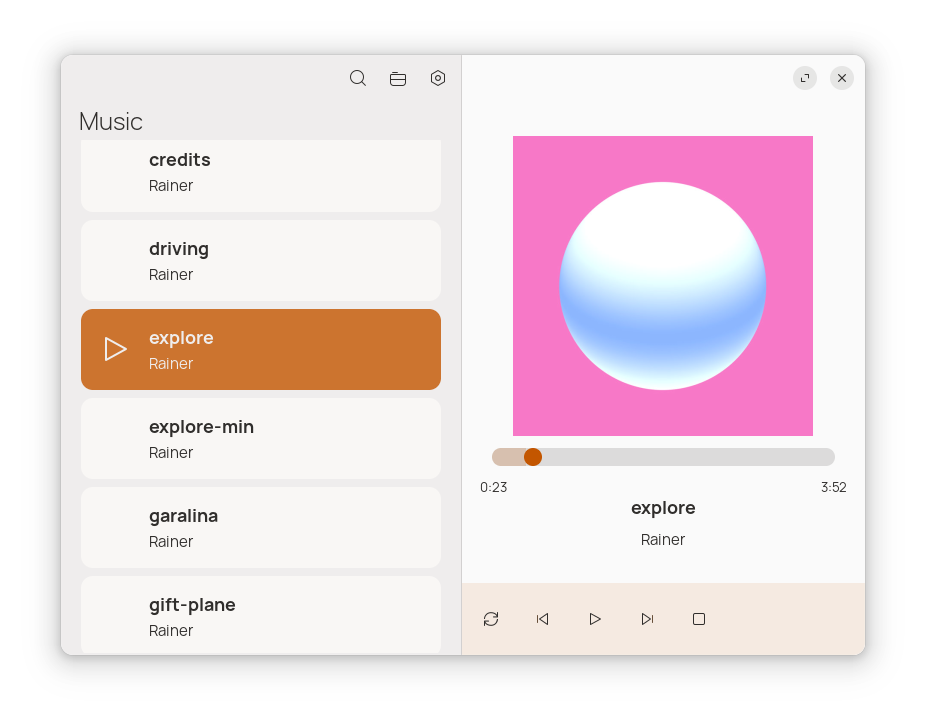 Music
credits
Rainer
driving
Rainer
explore
Rainer
explore-min
Rainer
garalina
Rainer
gift-plane
Rainer
0:23
3:52
explore
Rainer